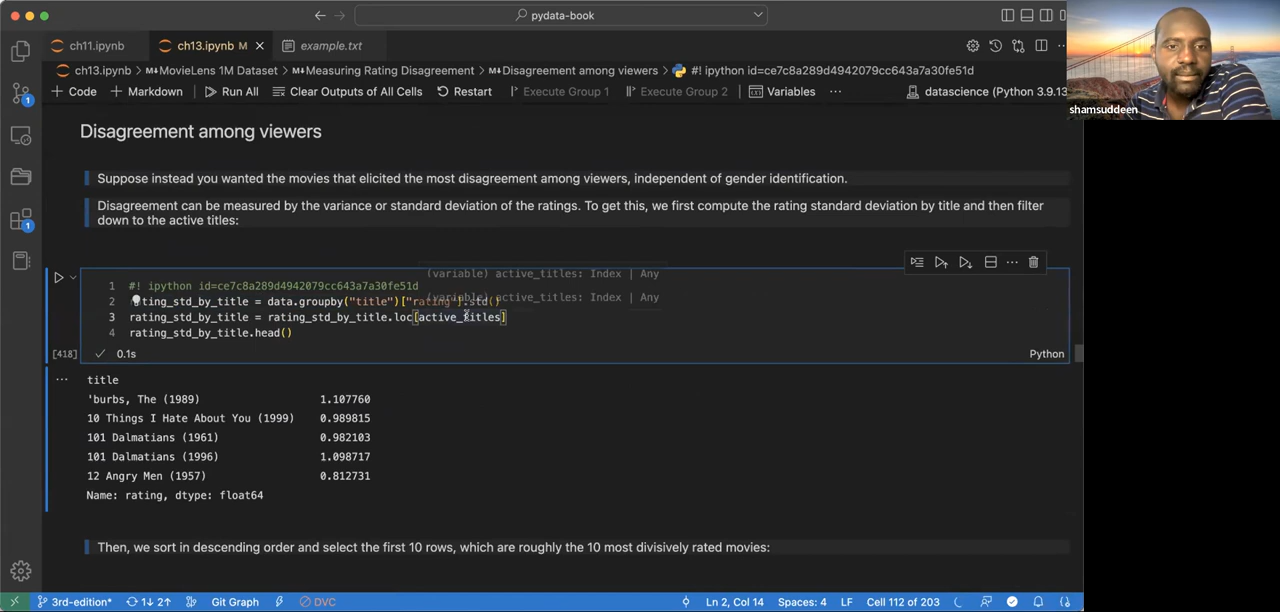 pydata-book
ch11.ipynb
ch13.ipynb M
example.txt
ch13.ipynb > M↓MovieLens 1M Dataset > M↓Measuring Rating Disagreement > M↓Disagreement among viewers > #! ipython id=ce7c8a289d4942079cc643a7a30fe51d
+ Code + Markdown Run All Clear Outputs of All Cells Restart Execute Group 1 Execute Group 2 Variables ... datascience (Python 3.9.13
shamsuddeen
Disagreement among viewers
Suppose instead you wanted the movies that elicited the most disagreement among viewers, independent of gender identification.
Disagreement can be measured by the variance or standard deviation of the ratings. To get this, we first compute the rating standard deviation by title and then filter
down to the active titles:
(variable) active_titles: Index | Any
1 #! ipython id=ce7c8a289d4942079cc643a7a30fe51d
(variable) active_titles: Index | Any
2 ting_std_by_title = data.groupby("title")["rating"].std()
3 rating_std_by_title = rating_std_by_title.loc[active_titles]
4 rating_std_by_title.head()
[418] 0.1s Python
title
'burbs, The (1989) 1.107760
10 Things I Hate About You (1999) 0.989815
101 Dalmatians (1961) 0.982103
101 Dalmatians (1996) 1.098717
12 Angry Men (1957) 0.812731
Name: rating, dtype: float64
Then, we sort in descending order and select the first 10 rows, which are roughly the 10 most divisively rated movies:
3rd-edition* 1↓ 2↑ Git Graph DVC Ln 2, Col 14 Spaces: 4 LF Cell 112 of 203